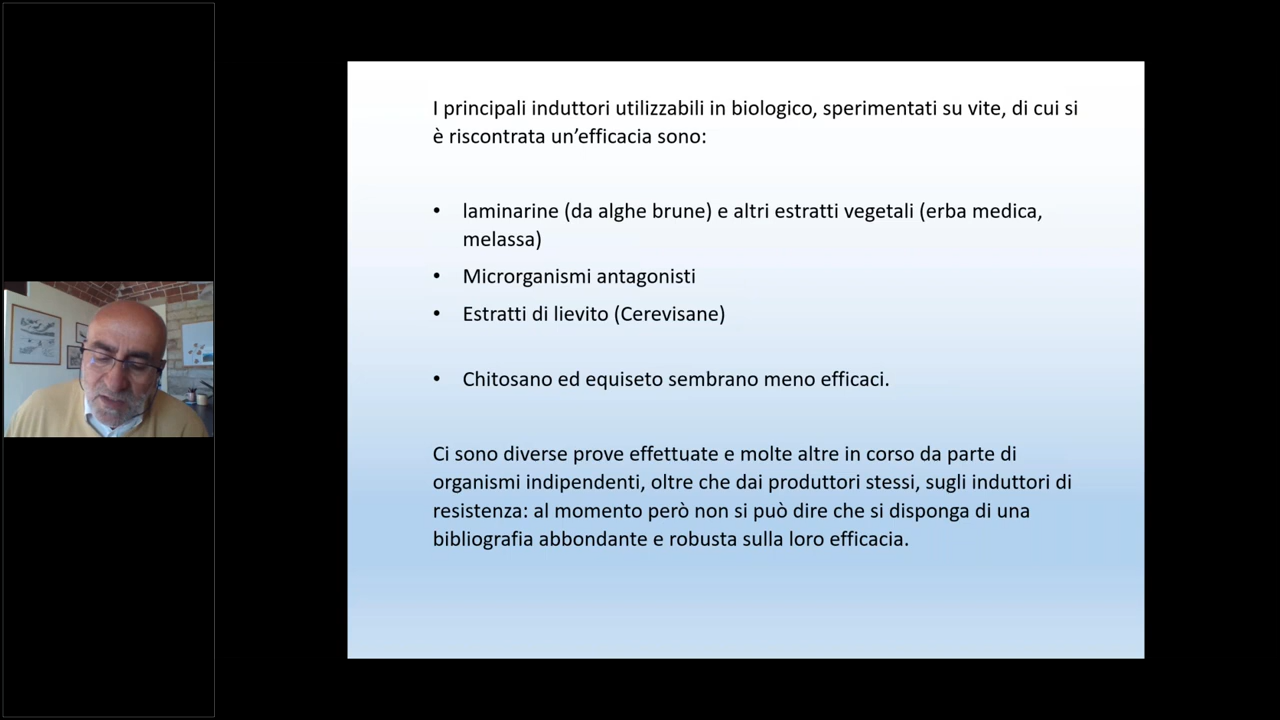 I principali induttori utilizzabili in biologico, sperimentati su vite, di cui si
è riscontrata un’efficacia sono:
• laminarine (da alghe brune) e altri estratti vegetali (erba medica,
melassa)
• Microrganismi antagonisti
• Estratti di lievito (Cerevisane)
• Chitosano ed equiseto sembrano meno efficaci.
Ci sono diverse prove effettuate e molte altre in corso da parte di
organismi indipendenti, oltre che dai produttori stessi, sugli induttori di
resistenza: al momento però non si può dire che si disponga di una
bibliografia abbondante e robusta sulla loro efficacia.